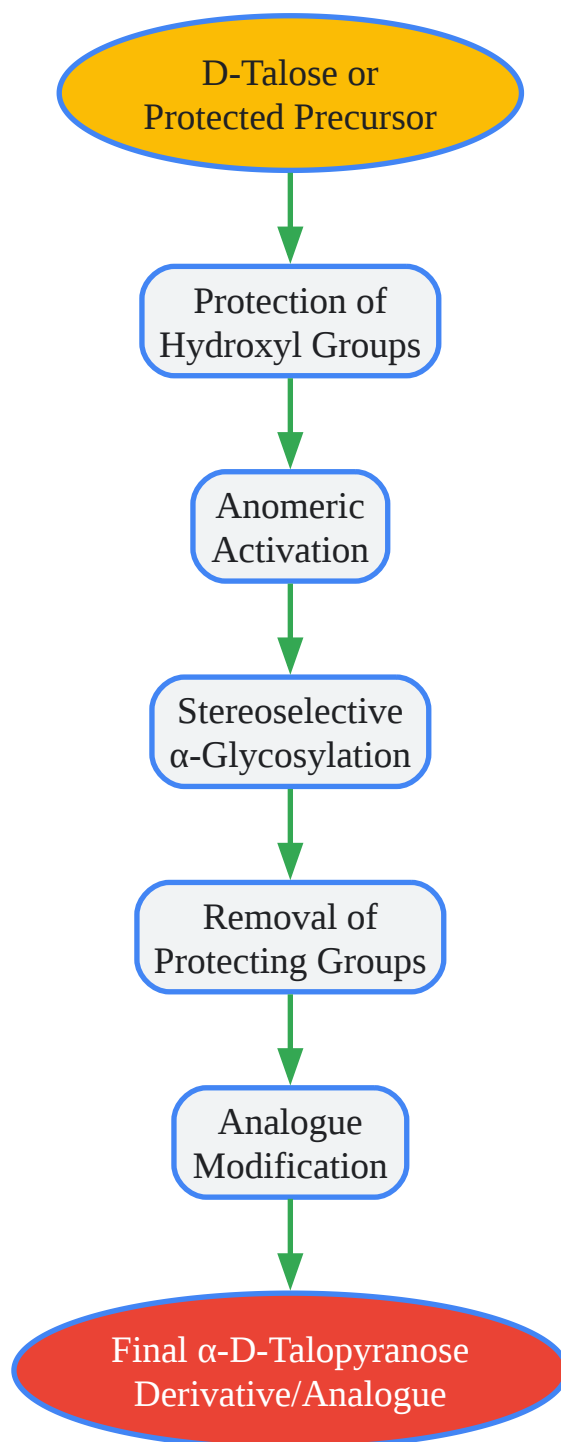 D-Talose or
Protected Precursor
Protection of
Hydroxyl Groups
Anomeric
Activation
Stereoselective
α-Glycosylation
Removal of
Protecting Groups
Analogue
Modification
Final α-D-Talopyranose
Derivative/Analogue